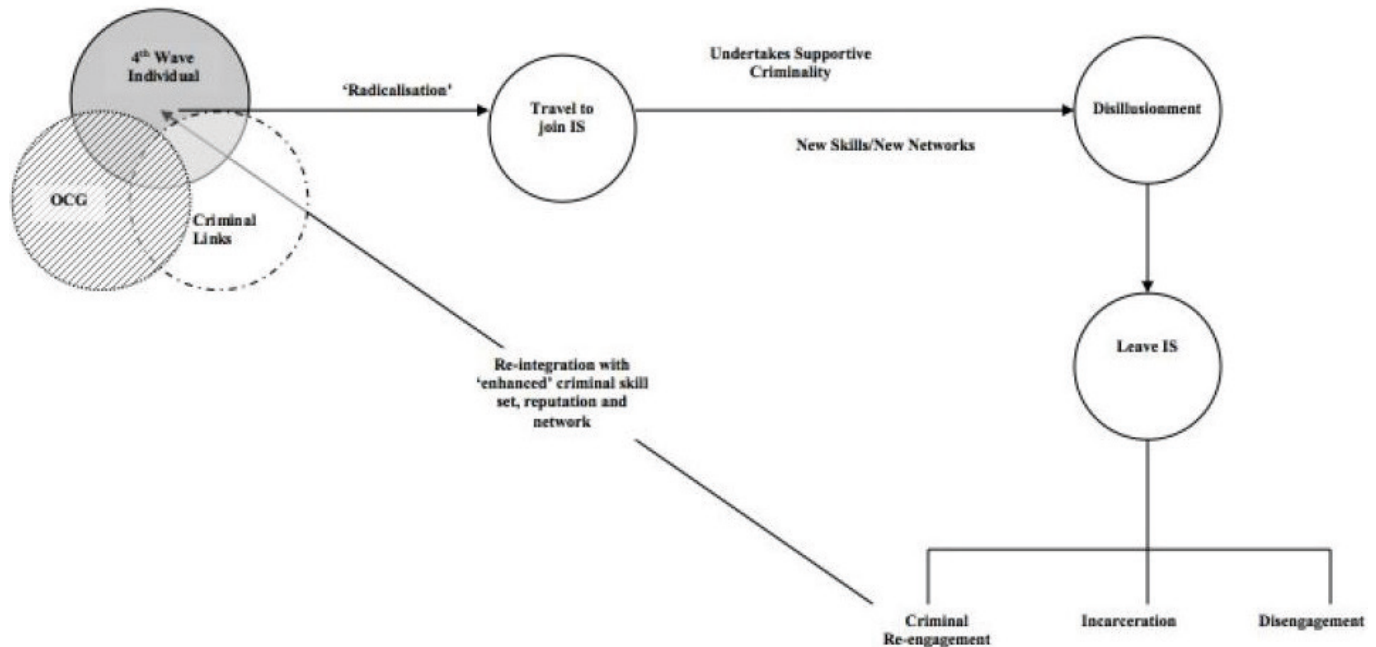 4th Wave
Individual
OCG
Criminal
Links
'Radicalisation'
Travel to
join IS
Undertakes Supportive
Criminality
New Skills/New Networks
Disillusionment
Leave IS
Re-integration with
'enhanced' criminal skill
set, reputation and
network
Criminal
Re-engagement
Incarceration
Disengagement